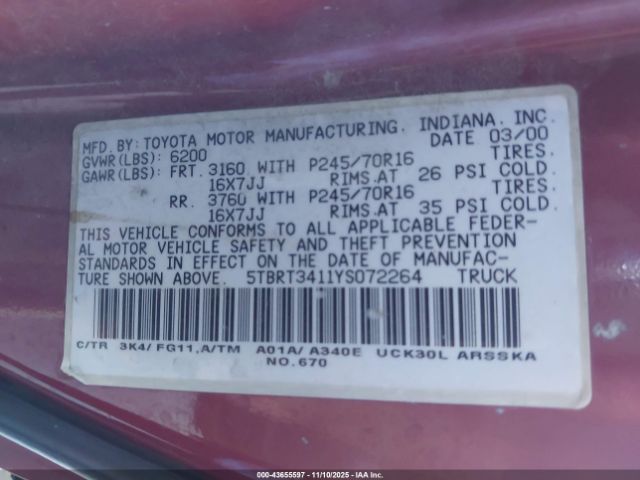 MFD. BY: TOYOTA MOTOR MANUFACTURING, INDIANA, INC.
GVWR(LBS): 6200 DATE 03/00
GAWR(LBS): FRT. 3160 WITH P245/70R16 TIRES.
16X7JJ RIMS.AT 26 PSI COLD.
RR. 3760 WITH P245/70R16 TIRES.
16X7JJ RIMS.AT 35 PSI COLD.
THIS VEHICLE CONFORMS TO ALL APPLICABLE FEDER-
AL MOTOR VEHICLE SAFETY AND THEFT PREVENTION
STANDARDS IN EFFECT ON THE DATE OF MANUFAC-
TURE SHOWN ABOVE. 5TBRT3411YS072264 TRUCK
C/TR 3K4/ FG11,A/TM A01A/ A340E UCK30L ARSSKA
NO.670
000-43655597 - 11/10/2025 - IAA Inc.